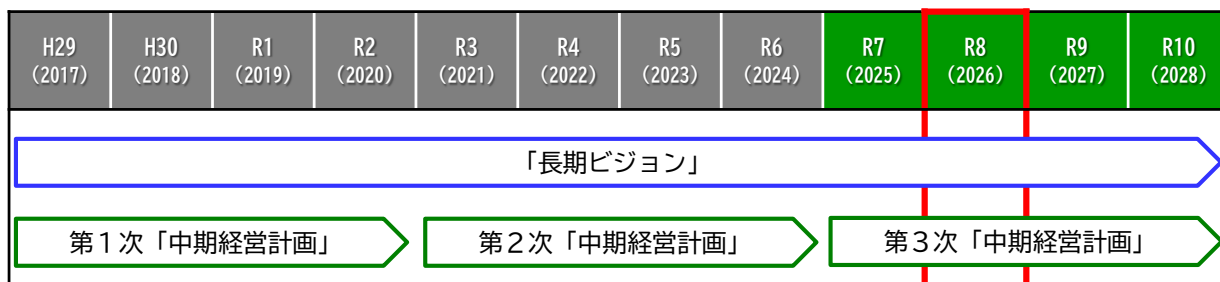 H29 H30 R1 R2 R3 R4 R5 R6 R7 R8 R9 R10
(2017) (2018) (2019) (2020) (2021) (2022) (2023) (2024) (2025) (2026) (2027) (2028)
「長期ビジョン」
第1次「中期経営計画」 第2次「中期経営計画」 第3次「中期経営計画」